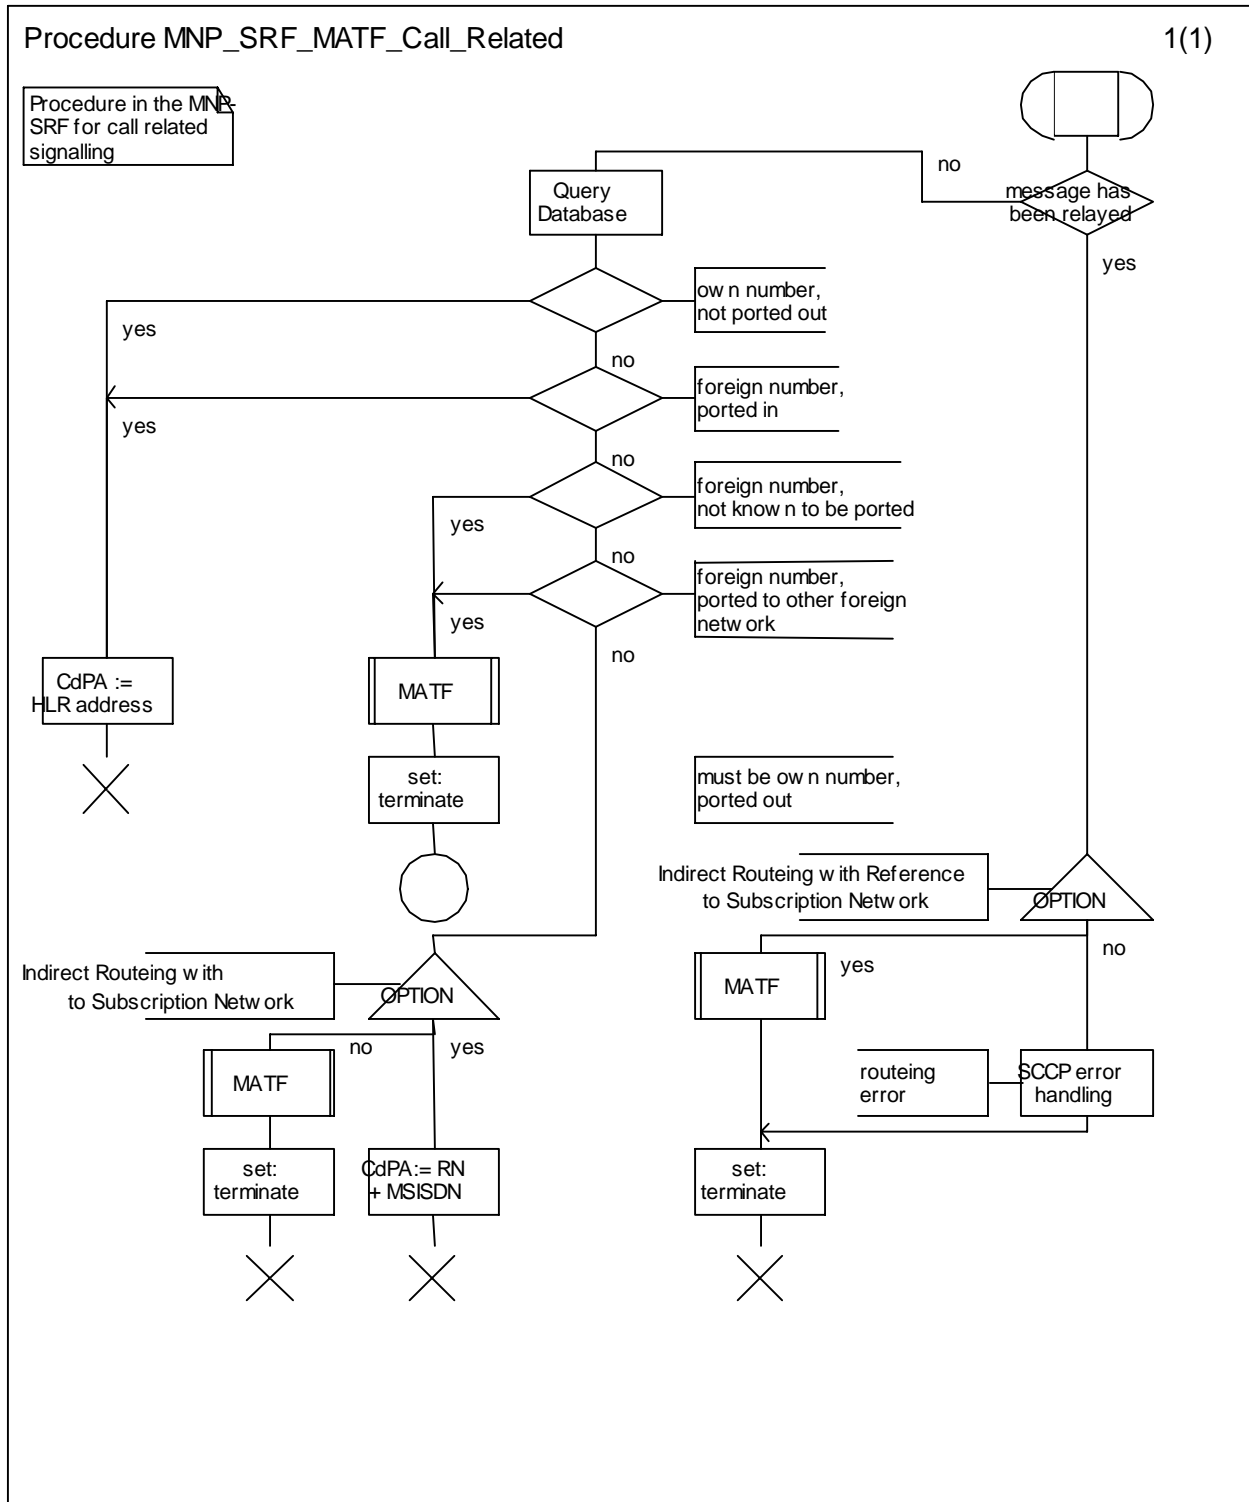 Procedure MNP_SRF_MATF_Call_Related
1(1)
Procedure in the MNP-
SRF for call related
signalling
no
Query
Database
message has
been relayed
yes
own number,
not ported out
yes
no
foreign number,
ported in
yes
no
foreign number,
not known to be ported
yes
no
foreign number,
ported to other foreign
network
yes
no
CdPA :=
HLR address
MATF
set:
terminate
must be own number,
ported out
Indirect Routeing with Reference
to Subscription Network
OPTION
no
yes
MATF
Indirect Routeing with
to Subscription Network
OPTION
no
yes
MATF
routeing
error
SCCP error
handling
set:
terminate
CdPA:= RN
+ MSISDN
set:
terminate